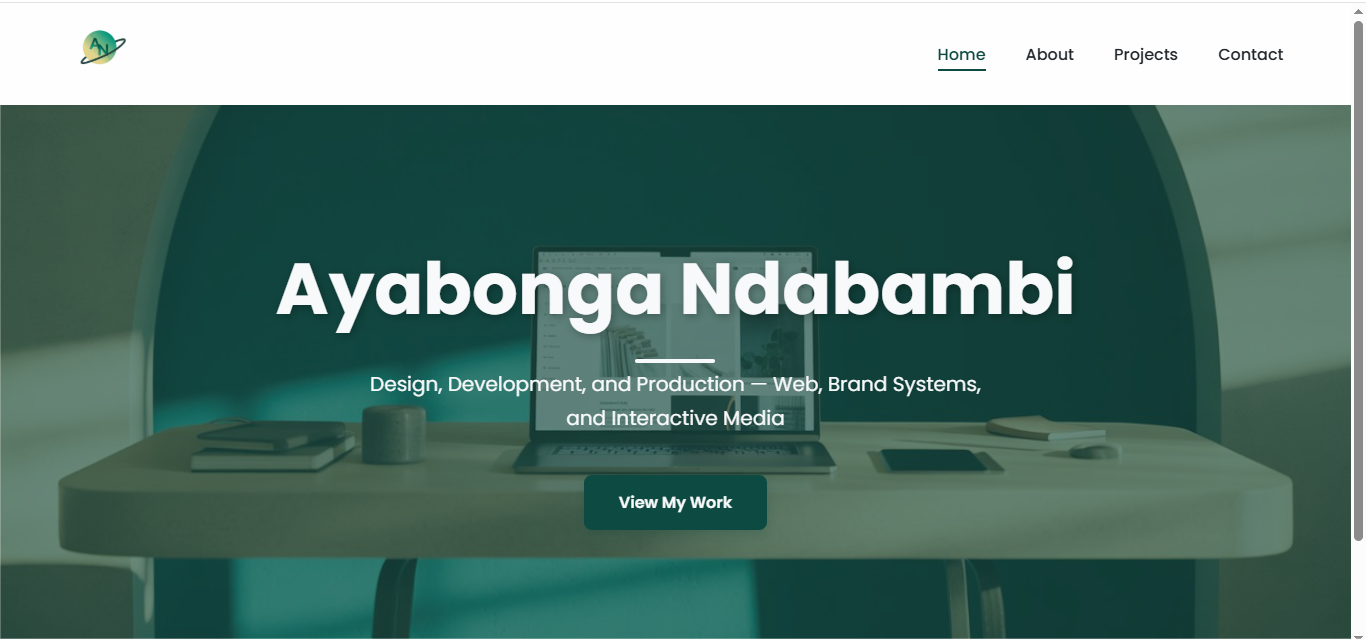 AN
Home
About
Projects
Contact
Ayabonga Ndabambi
Design, Development, and Production — Web, Brand Systems,
and Interactive Media
View My Work